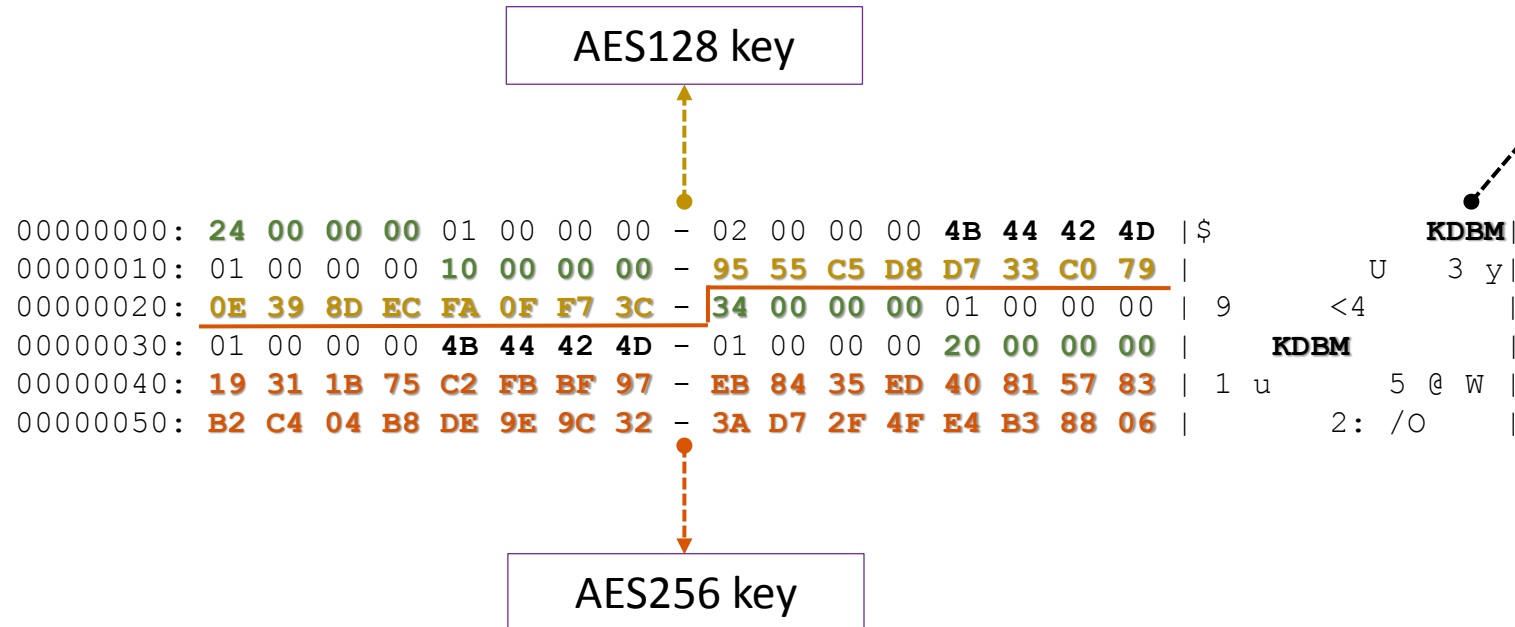 AES128 key
00000000: 24 00 00 00 01 00 00 00 - 02 00 00 00 4B 44 42 4D |$ KDBM|
00000010: 01 00 00 00 10 00 00 00 - 95 55 C5 D8 D7 33 C0 79 | U 3 y|
00000020: 0E 39 8D EC FA 0F F7 3C - 34 00 00 00 01 00 00 00 | 9 <4 |
00000030: 01 00 00 00 4B 44 42 4D - 01 00 00 00 20 00 00 00 | KDBM |
00000040: 19 31 1B 75 C2 FB BF 97 - EB 84 35 ED 40 81 57 83 | 1 u 5 @ W |
00000050: B2 C4 04 B8 DE 9E 9C 32 - 3A D7 2F 4F E4 B3 88 06 | 2: /O |
AES256 key